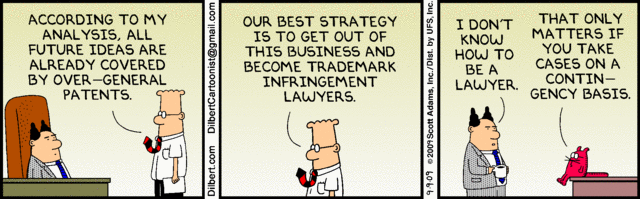 ACCORDING TO MY
ANALYSIS, ALL
FUTURE IDEAS ARE
ALREADY COVERED
BY OVER-GENERAL
PATENTS.
Dilbert.com DilbertCartoonist@gmail.com
OUR BEST STRATEGY
IS TO GET OUT OF
THIS BUSINESS AND
BECOME TRADEMARK
INFRINGEMENT
LAWYERS.
9-9-09 © 2009 Scott Adams, Inc./Dist. by UFS, Inc.
I DON'T
KNOW
HOW TO
BE A
LAWYER.
THAT ONLY
MATTERS IF
YOU TAKE
CASES ON A
CONTIN-
GENCY BASIS.